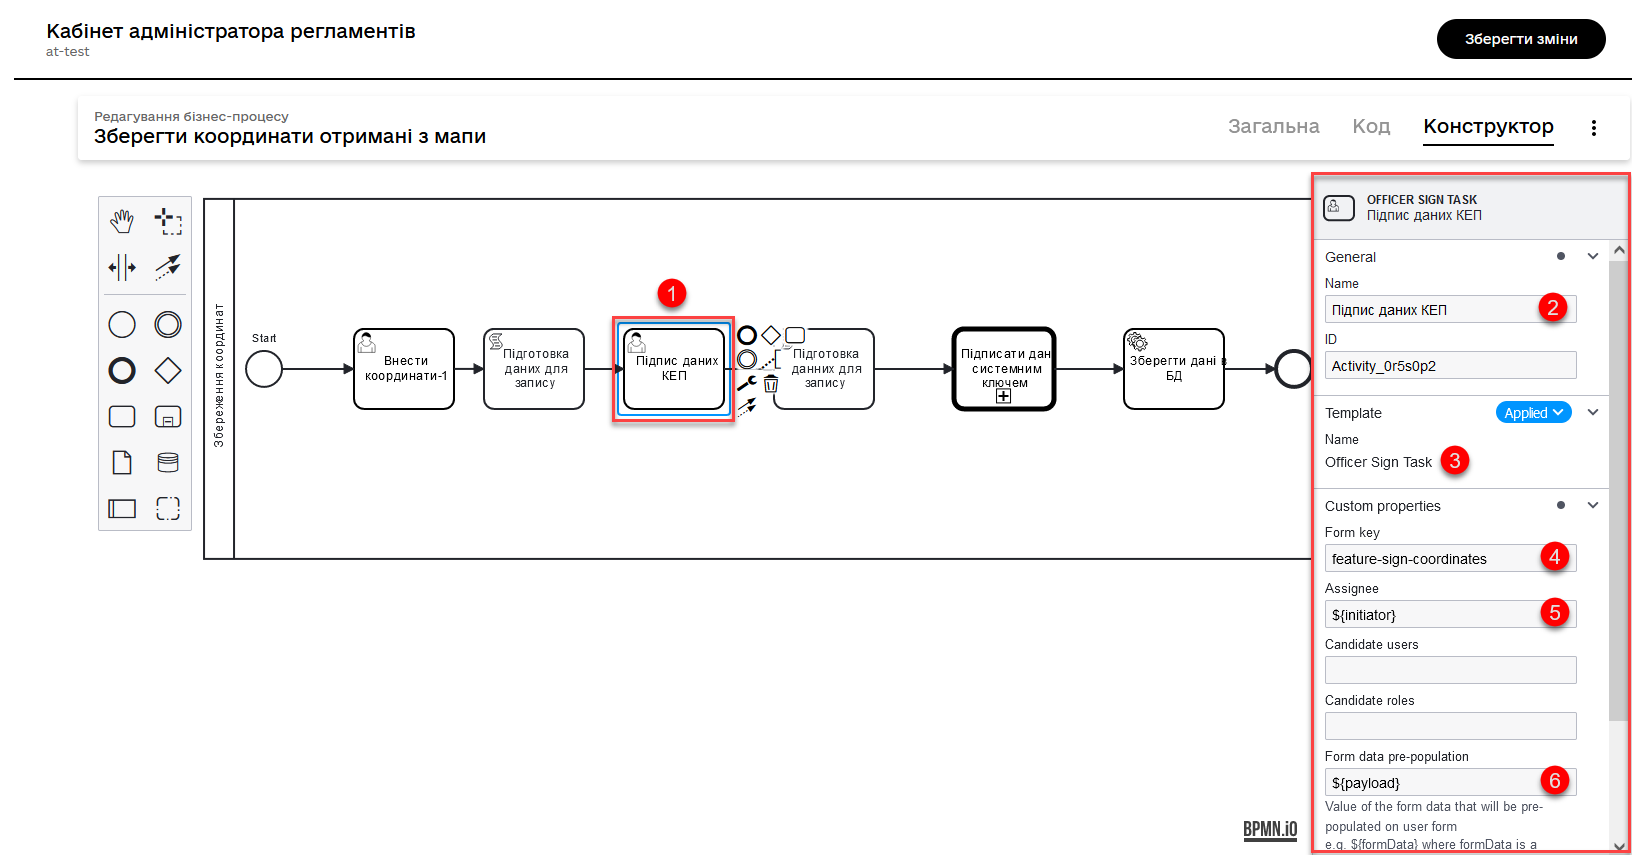 Кабінет адміністратора регламентів
at-test
Зберегти зміни
Редагування бізнес-процесу
Зберегти координати отримані з мапи
Загальна
Код
Конструктор
Збереження координат
Start
Внести
координати-1
Підготовка
даних для
запису
1
Підпис даних
КЕП
Підготовка
данних для
запису
Підписати дан
системним
ключем
Зберегти дані в
БД
BPMN.iO
OFFICER SIGN TASK
Підпис даних КЕП
General
Name
Підпис даних КЕП
2
ID
Activity_0r5s0p2
Template
Applied
Name
Officer Sign Task
3
Custom properties
Form key
feature-sign-coordinates
4
Assignee
${initiator}
5
Candidate users
Candidate roles
Form data pre-population
${payload}
6
Value of the form data that will be pre-
populated on user form
e.g. ${formData} where formData is a